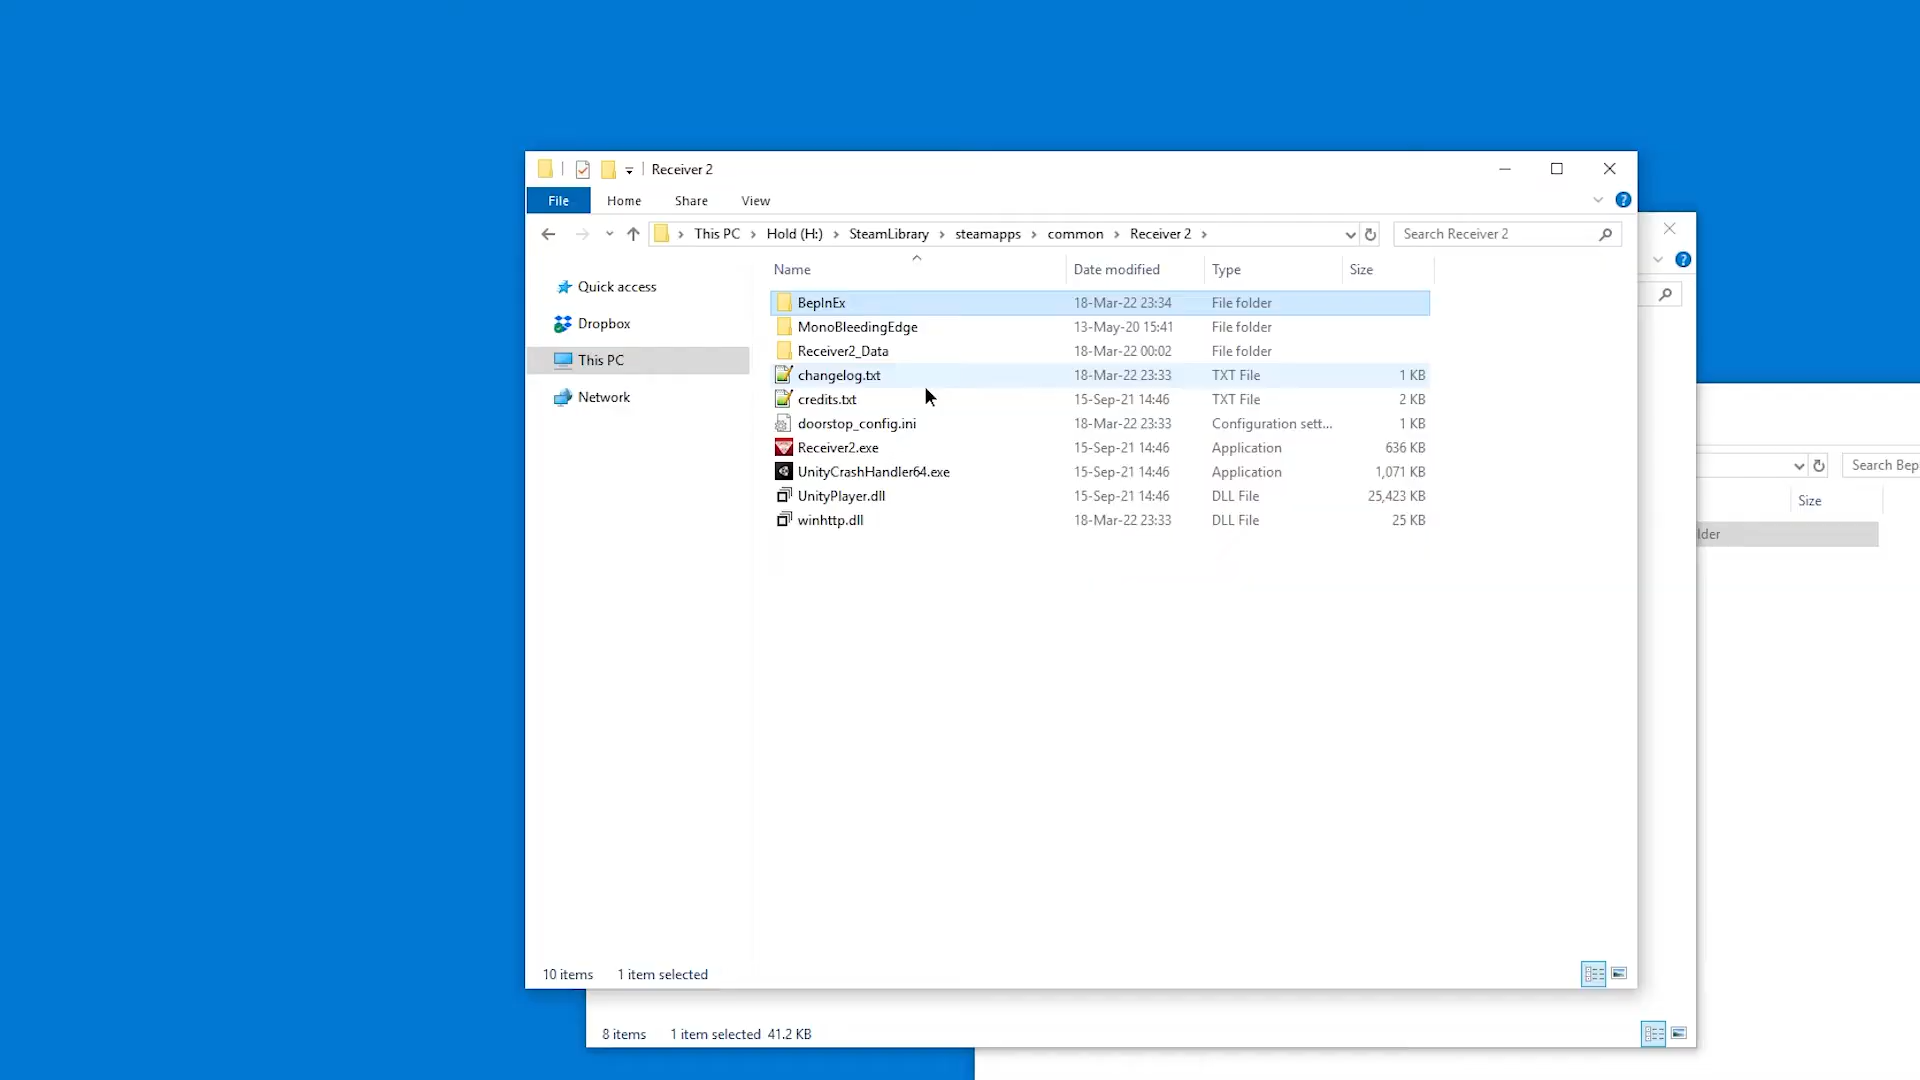 Receiver 2
File Home Share View
This PC Hold (H:) SteamLibrary steamapps common Receiver 2 Search Receiver 2
Name Date modified Type Size
Quick access
Dropbox
This PC
Network
BepInEx 18-Mar-22 23:34 File folder
MonoBleedingEdge 13-May-20 15:41 File folder
Receiver2_Data 18-Mar-22 00:02 File folder
changelog.txt 18-Mar-22 23:33 TXT File 1 KB
credits.txt 15-Sep-21 14:46 TXT File 2 KB
doorstop_config.ini 18-Mar-22 23:33 Configuration sett... 1 KB
Receiver2.exe 15-Sep-21 14:46 Application 636 KB
UnityCrashHandler64.exe 15-Sep-21 14:46 Application 1,071 KB
UnityPlayer.dll 15-Sep-21 14:46 DLL File 25,423 KB
winhttp.dll 18-Mar-22 23:33 DLL File 25 KB
Search Bep
Size
lder
10 items 1 item selected
8 items 1 item selected 41.2 KB